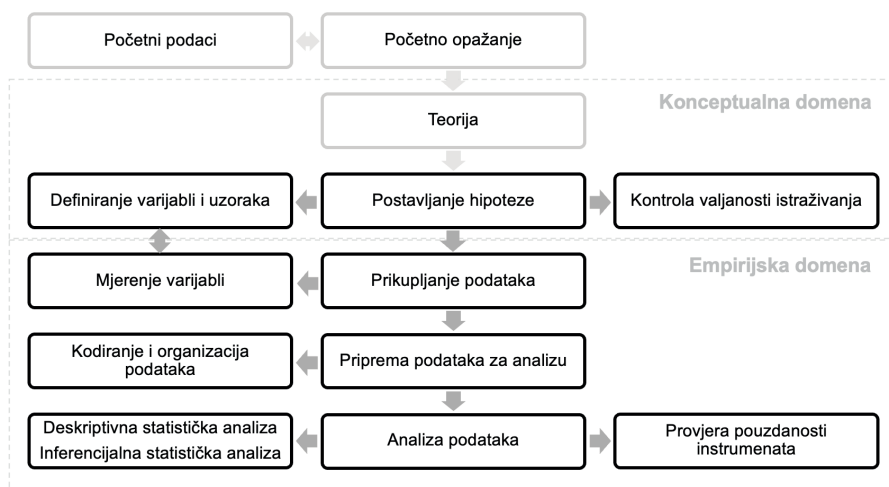 Početni podaci
Početno opažanje
Konceptualna domena
Teorija
Definiranje varijabli i uzoraka
Postavljanje hipoteze
Kontrola valjanosti istraživanja
Empirijska domena
Mjerenje varijabli
Prikupljanje podataka
Kodiranje i organizacija
podataka
Priprema podataka za analizu
Deskriptivna statistička analiza
Inferencijalna statistička analiza
Analiza podataka
Provjera pouzdanosti
instrumenata